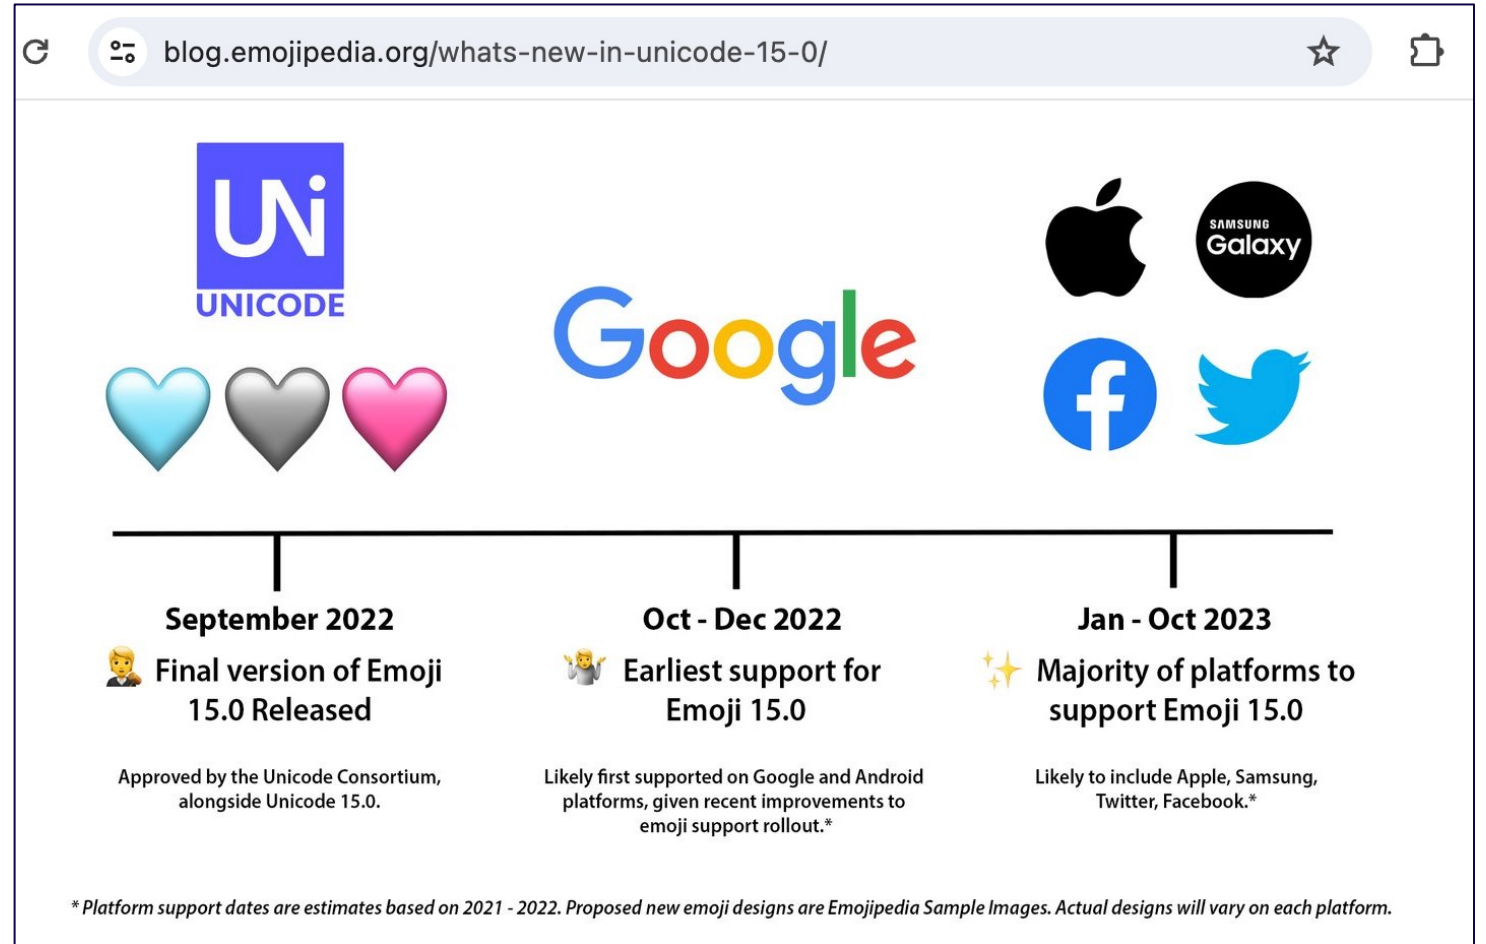 blog.emojipedia.org/whats-new-in-unicode-15-0/
UNi
UNICODE
Google
SAMSUNG
Galaxy
f
September 2022
Final version of Emoji
15.0 Released
Approved by the Unicode Consortium,
alongside Unicode 15.0.
Oct - Dec 2022
Earliest support for
Emoji 15.0
Likely first supported on Google and Android
platforms, given recent improvements to
emoji support rollout.*
Jan - Oct 2023
Majority of platforms to
support Emoji 15.0
Likely to include Apple, Samsung,
Twitter, Facebook.*
* Platform support dates are estimates based on 2021 - 2022. Proposed new emoji designs are Emojipedia Sample Images. Actual designs will vary on each platform.